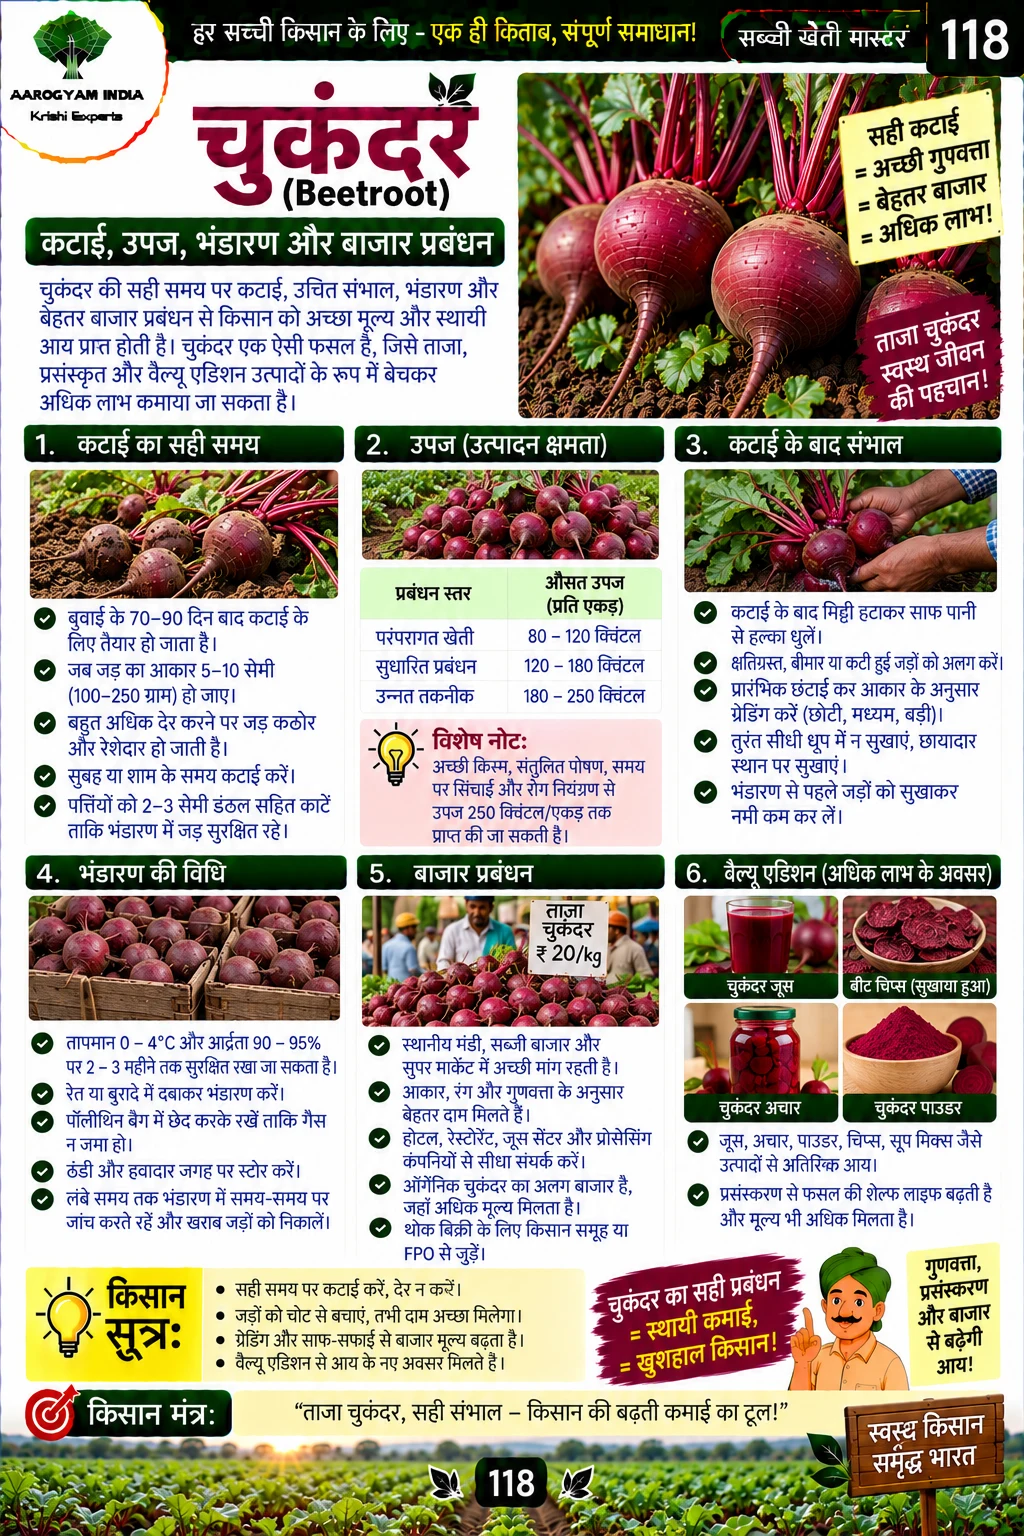 AAROGYAM INDIA
Krishi Experts
हर सच्ची किसान के लिए - एक ही किताब, संपूर्ण समाधान!
सब्ची खेती मास्टर
118
चुकंदर
(Beetroot)
कटाई, उपज, भंडारण और बाजार प्रबंधन
चुकंदर की सही समय पर कटाई, उचित संभाल, भंडारण और
बेहतर बाजार प्रबंधन से किसान को अच्छा मूल्य और स्थायी
आय प्राप्त होती है। चुकंदर एक ऐसी फसल है, जिसे ताजा,
प्रसंस्कृत और वैल्यू एडिशन उत्पादों के रूप में बेचकर
अधिक लाभ कमाया जा सकता है।
सही कटाई
= अच्छी गुपवत्ता
= बेहतर बाजार
= अधिक लाभ!
ताजा चुकंदर
स्वस्थ जीवन
की पहचान!
1. कटाई का सही समय
बुवाई के 70–90 दिन बाद कटाई के
लिए तैयार हो जाता है।
जब जड़ का आकार 5–10 सेमी
(100–250 ग्राम) हो जाए।
बहुत अधिक देर करने पर जड़ कठोर
और रेशेदार हो जाती है।
सुबह या शाम के समय कटाई करें।
पत्तियों को 2–3 सेमी डंठल सहित काटें
ताकि भंडारण में जड़ सुरक्षित रहे।
2. उपज (उत्पादन क्षमता)
प्रबंधन स्तर
औसत उपज
(प्रति एकड़)
परंपरागत खेती 80 – 120 क्विंटल
सुधारित प्रबंधन 120 – 180 क्विंटल
उन्नत तकनीक 180 – 250 क्विंटल
विशेष नोट:
अच्छी किस्म, संतुलित पोषण, समय
पर सिंचाई और रोग नियंग्रण से
उपज 250 क्विंटल/एकड़ तक
प्राप्त की जा सकती है।
3. कटाई के बाद संभाल
कटाई के बाद मिट्टी हटाकर साफ पानी
से हल्का धुलें।
क्षतिग्रस्त, बीमार या कटी हुई जड़ों को अलग करें।
प्रारंभिक छंटाई कर आकार के अनुसार
ग्रेडिंग करें (छोटी, मध्यम, बड़ी)।
तुरंत सीधी धूप में न सुखाएं, छायादार
स्थान पर सुखाएं।
भंडारण से पहले जड़ों को सुखाकर
नमी कम कर लें।
4. भंडारण की विधि
तापमान 0 – 4°C और आर्द्रता 90 – 95%
पर 2 – 3 महीने तक सुरक्षित रखा जा सकता है।
रेत या बुरादे में दबाकर भंडारण करें।
पॉलीथिन बैग में छेद करके रखें ताकि गैस
न जमा हो।
ठंडी और हवादार जगह पर स्टोर करें।
लंबे समय तक भंडारण में समय-समय पर
जांच करते रहें और खराब जड़ों को निकालें।
5. बाजार प्रबंधन
ताजा
चुकंदर
₹ 20/kg
स्थानीय मंडी, सब्जी बाजार और
सुपर मार्केट में अच्छी मांग रहती है।
आकार, रंग और गुणवत्ता के अनुसार
बेहतर दाम मिलते हैं।
होटल, रेस्टोरेंट, जूस सेंटर और प्रोसेसिंग
कंपनियों से सीधा संघर्क करें।
ऑर्गेनिक चुकंदर का अलग बाजार है,
जहां अधिक मूल्य मिलता है।
थोक बिक्री के लिए किसान समूह या
FPO से जुड़ें।
6. वैल्यू एडिशन (अधिक लाभ के अवसर)
चुकंदर जूस
बीट चिप्स (सुखाया हुआ)
चुकंदर अचार
चुकंदर पाउडर
जूस, अचार, पाउडर, चिप्स, सूप मिक्स जैसे
उत्पादों से अतिरिक्त आय।
प्रसंस्करण से फसल की शेल्फ लाइफ बढ़ती है
और मूल्य भी अधिक मिलता है।
किसान
सूत्र:
सही समय पर कटाई करें, देर न करें।
जड़ों को चोट से बचाएं, तभी दाम अच्छा मिलेगा।
ग्रेडिंग और साफ-सफाई से बाजार मूल्य बढ़ता है।
वैल्यू एडिशन से आय के नए अवसर मिलते है।
चुकंदर का सही प्रबंधन
= स्थायी कमाई,
= खुशहाल किसान!
गुणवत्ता,
प्रसंस्करण
और बाजार
से बढ़ेगी
आय!
किसान मंत्र:
“ताजा चुकंदर, सही संभाल – किसान की बढ़ती कमाई का टूल!”
स्वस्थ किसान
समृद्ध भारत
118